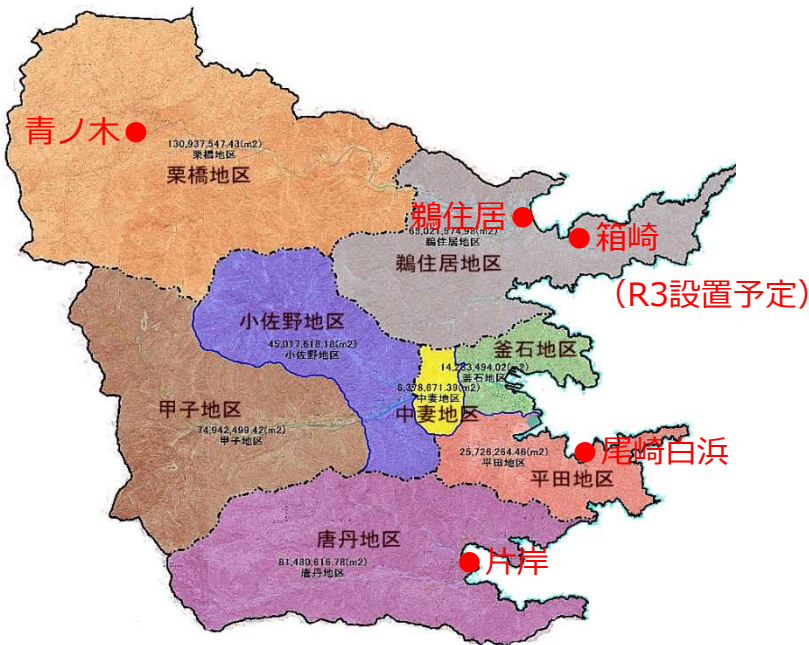 青ノ木
130,937,547.43(m2)
栗橋地区
栗橋地区
鵜住居
65,021,574.98(m2)
鵜住居地区
鵜住居地区
箱崎
（R3設置予定）
小佐野地区
45,017,618.18(m2)
小佐野地区
釜石地区
14,283,494.02(m2)
釜石地区
6,378,671.39(m2)
中妻地区
中妻地区
甲子地区
74,942,499.42(m2)
甲子地区
尾崎白浜
25,726,264.46(m2)
平田地区
平田地区
唐丹地区
81,480,616.78(m2)
唐丹地区
片岸